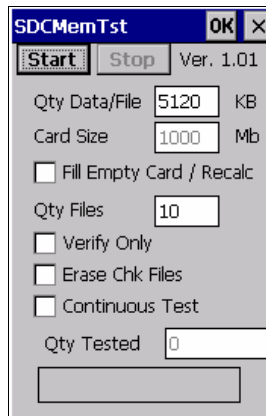 SDCMemTst OK ×
Start Stop Ver. 1.01
Qty Data/File 5120 KB
Card Size 1000 Mb
Fill Empty Card / Recalc
Qty Files 10
Verify Only
Erase Chk Files
Continuous Test
Qty Tested 0